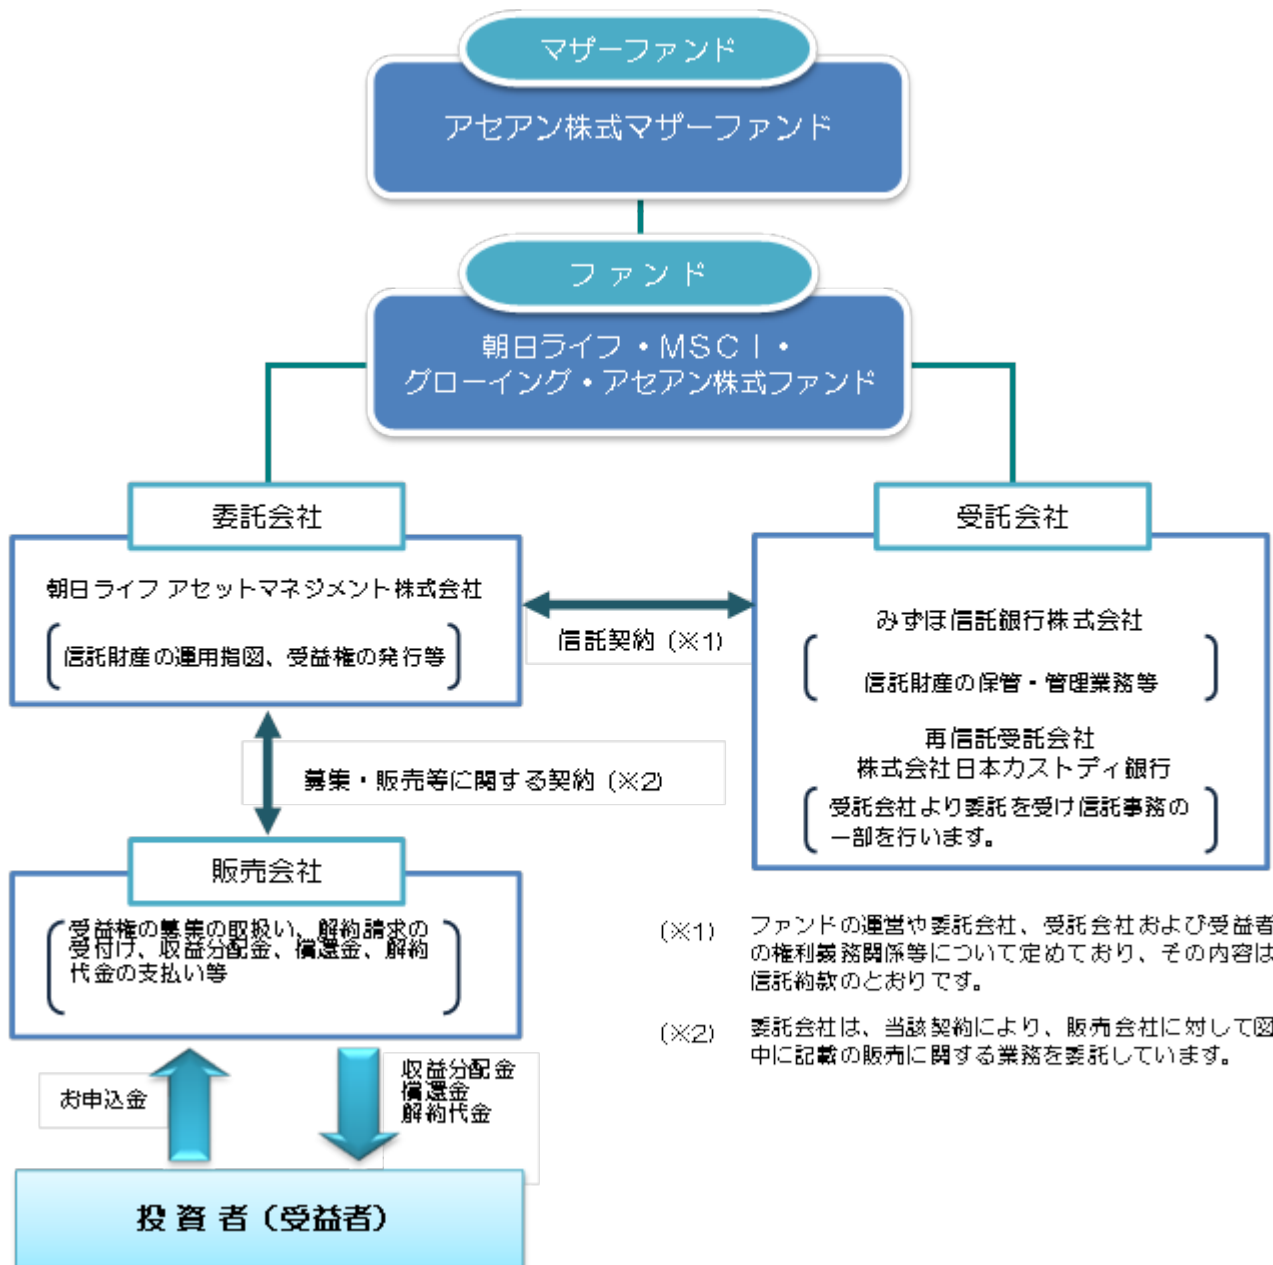 マザーファンド
アセアン株式マザーファンド
ファンド
朝日ライフ・MSCI・
グローイング・アセアン株式ファンド
委託会社
朝日ライフ アセットマネジメント株式会社
信託財産の運用指図、受益権の発行等
信託契約(※1)
受託会社
みずほ信託銀行株式会社
信託財産の保管・管理業務等
再信託受託会社
株式会社日本カストディ銀行
受託会社より委託を受け信託事務の
一部を行います。
募集・販売等に関する契約(※2)
販売会社
受益権の募集の取扱い、解約請求の
受付け、収益分配金、償還金、解約
代金の支払い等
お申込金
収益分配金
償還金
解約代金
投資者(受益者)
(※1) ファンドの運営や委託会社、受託会社および受益者
の権利義務関係等について定めており、その内容は
信託約款のとおりです。
(※2) 委託会社は、当該契約により、販売会社に対して図
中に記載の販売に関する業務を委託しています。